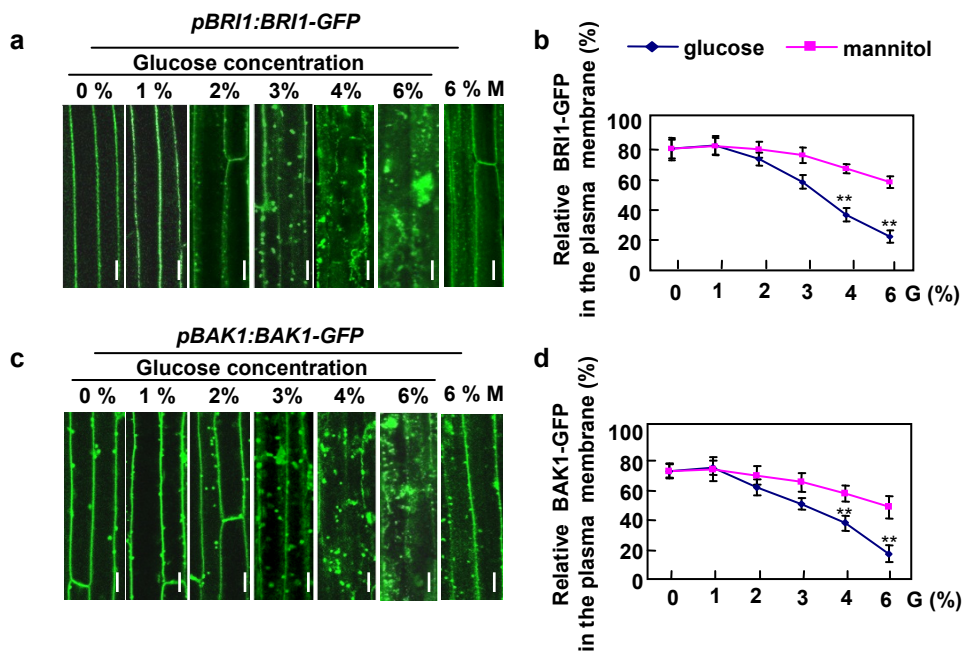 a
pBRI1:BRI1-GFP
Glucose concentration
0 % 1 % 2% 3% 4% 6% 6 % M
b
glucose mannitol
Relative BRI1-GFP
in the plasma membrane (%)
100
80
60
40
20
0
** **
0 1 2 3 4 6 G (%)
c
pBAK1:BAK1-GFP
Glucose concentration
0 % 1 % 2% 3% 4% 6% 6 % M
d
Relative BAK1-GFP
in the plasma membrane (%)
100
80
60
40
20
0
** **
0 1 2 3 4 6 G (%)